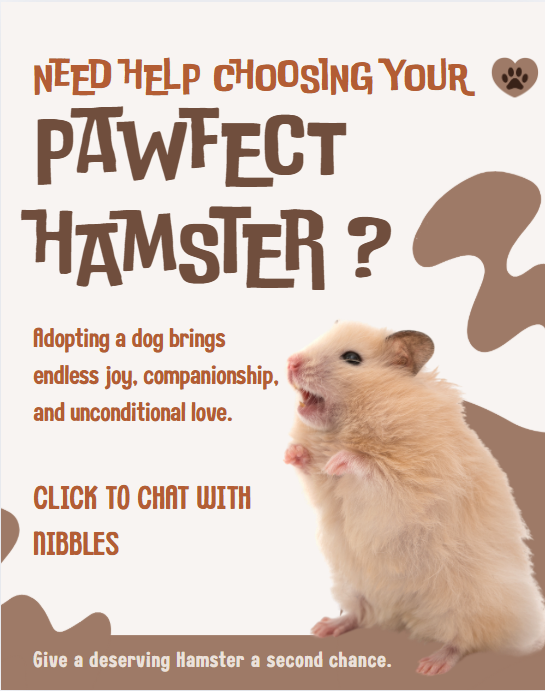 NEED HELP CHOOSING YOUR
PAWFECT
HAMSTER ?
Adopting a dog brings
endless joy, companionship,
and unconditional love.
CLICK TO CHAT WITH
NIBBLES
Give a deserving Hamster a second chance.